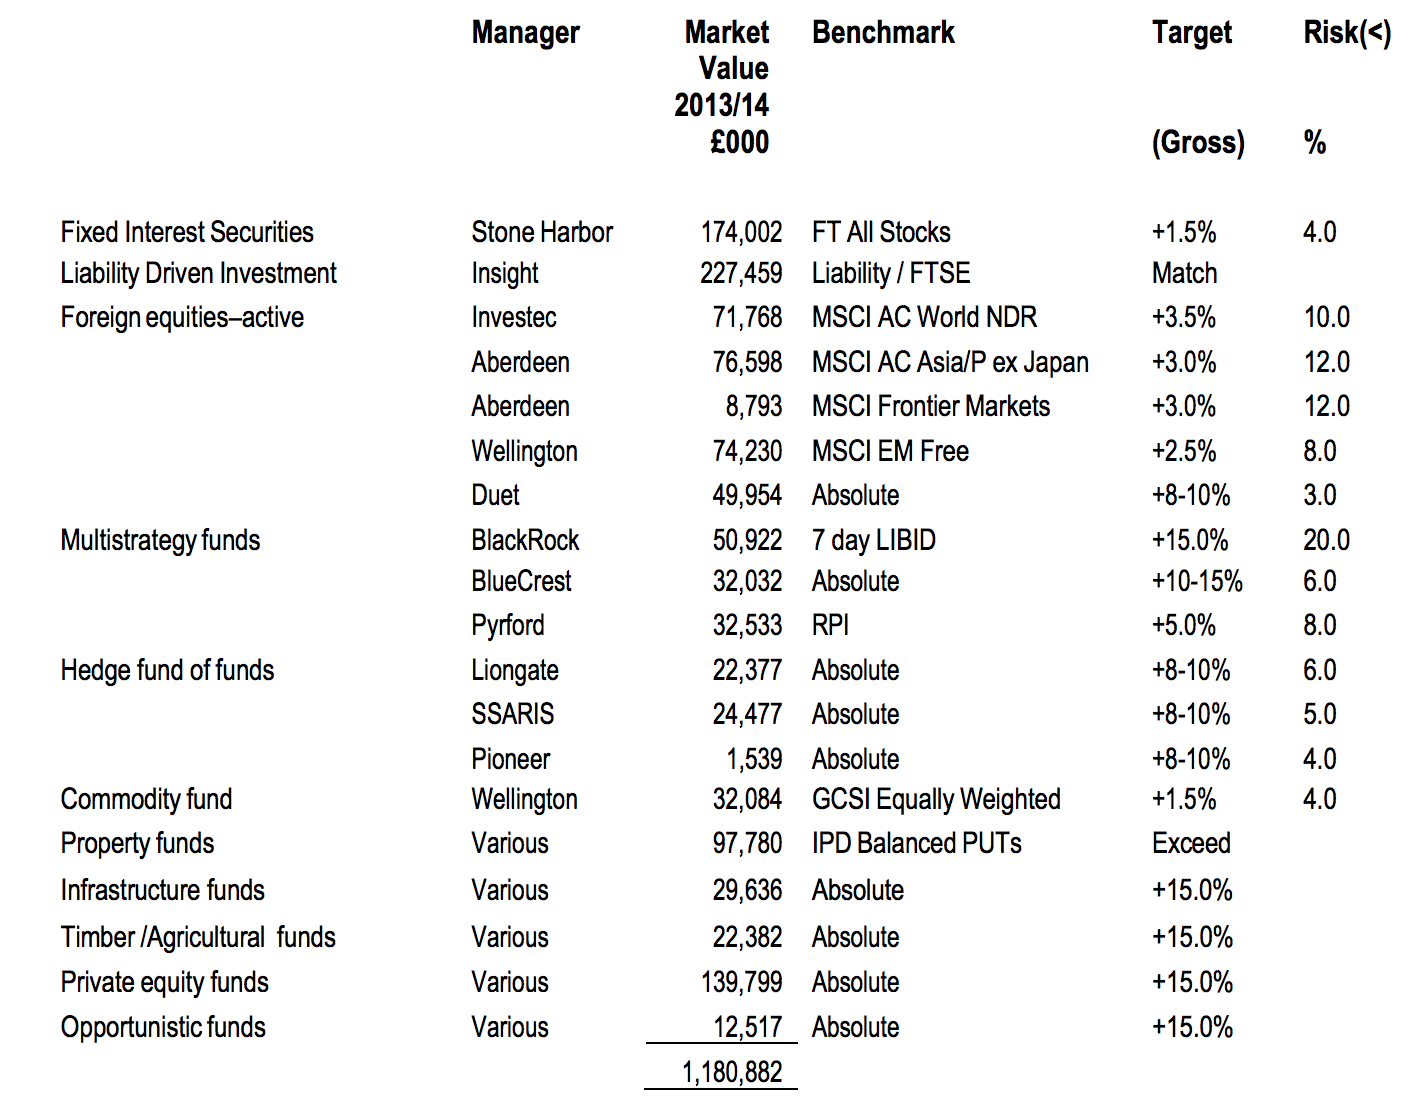 Manager Market Benchmark Target Risk(<)
Value
2013/14
£000 (Gross) %
Fixed Interest Securities Stone Harbor 174,002 FT All Stocks +1.5% 4.0
Liability Driven Investment Insight 227,459 Liability / FTSE Match
Foreign equities–active Investec 71,768 MSCI AC World NDR +3.5% 10.0
Aberdeen 76,598 MSCI AC Asia/P ex Japan +3.0% 12.0
Aberdeen 8,793 MSCI Frontier Markets +3.0% 12.0
Wellington 74,230 MSCI EM Free +2.5% 8.0
Duet 49,954 Absolute +8-10% 3.0
Multistrategy funds BlackRock 50,922 7 day LIBID +15.0% 20.0
BlueCrest 32,032 Absolute +10-15% 6.0
Pyrford 32,533 RPI +5.0% 8.0
Hedge fund of funds Liongate 22,377 Absolute +8-10% 6.0
SSARIS 24,477 Absolute +8-10% 5.0
Pioneer 1,539 Absolute +8-10% 4.0
Commodity fund Wellington 32,084 GCSI Equally Weighted +1.5% 4.0
Property funds Various 97,780 IPD Balanced PUTs Exceed
Infrastructure funds Various 29,636 Absolute +15.0%
Timber /Agricultural funds Various 22,382 Absolute +15.0%
Private equity funds Various 139,799 Absolute +15.0%
Opportunistic funds Various 12,517 Absolute +15.0%
1,180,882